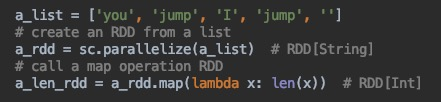 a_list = ['you', 'jump', 'I', 'jump', '']
# create an RDD from a list
a_rdd = sc.parallelize(a_list)  # RDD[String]
# call a map operation RDD
a_len_rdd = a_rdd.map(lambda x: len(x))  # RDD[Int]